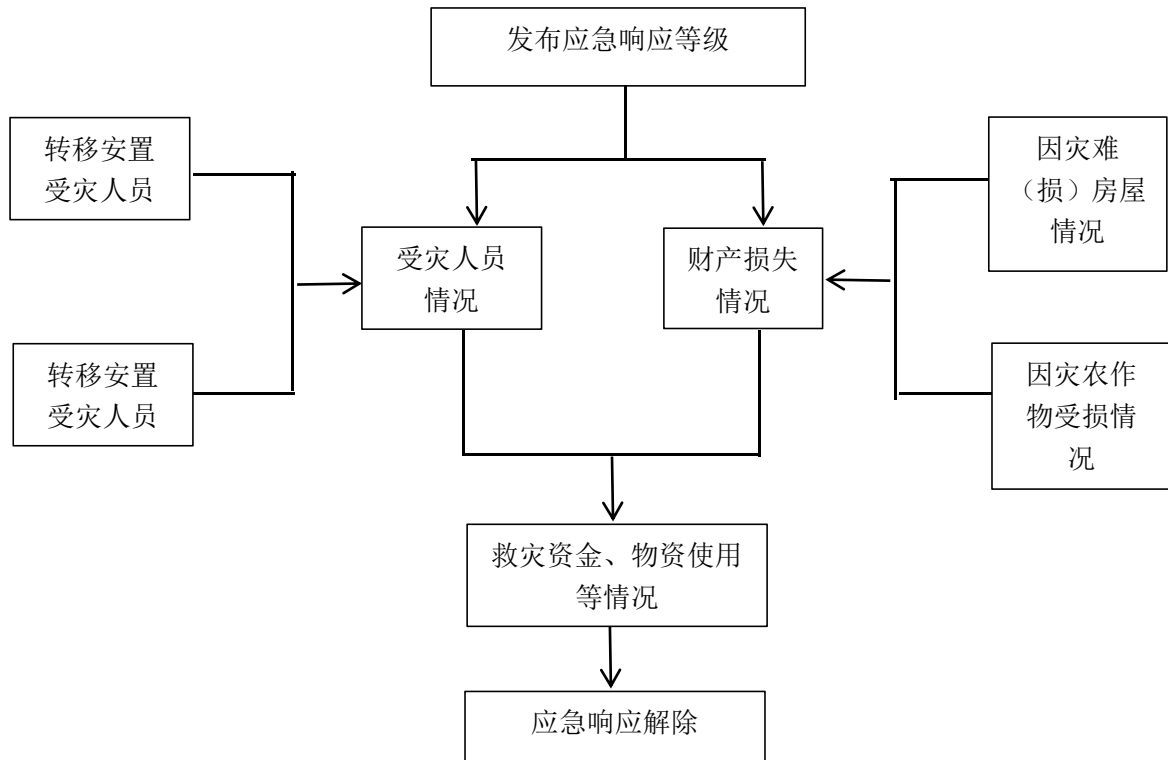 发布应急响应等级
转移安置
受灾人员
因灾难
（损）房屋
情况
受灾人员
情况
财产损失
情况
转移安置
受灾人员
因灾农作
物受损情
况
救灾资金、物资使用
等情况
应急响应解除